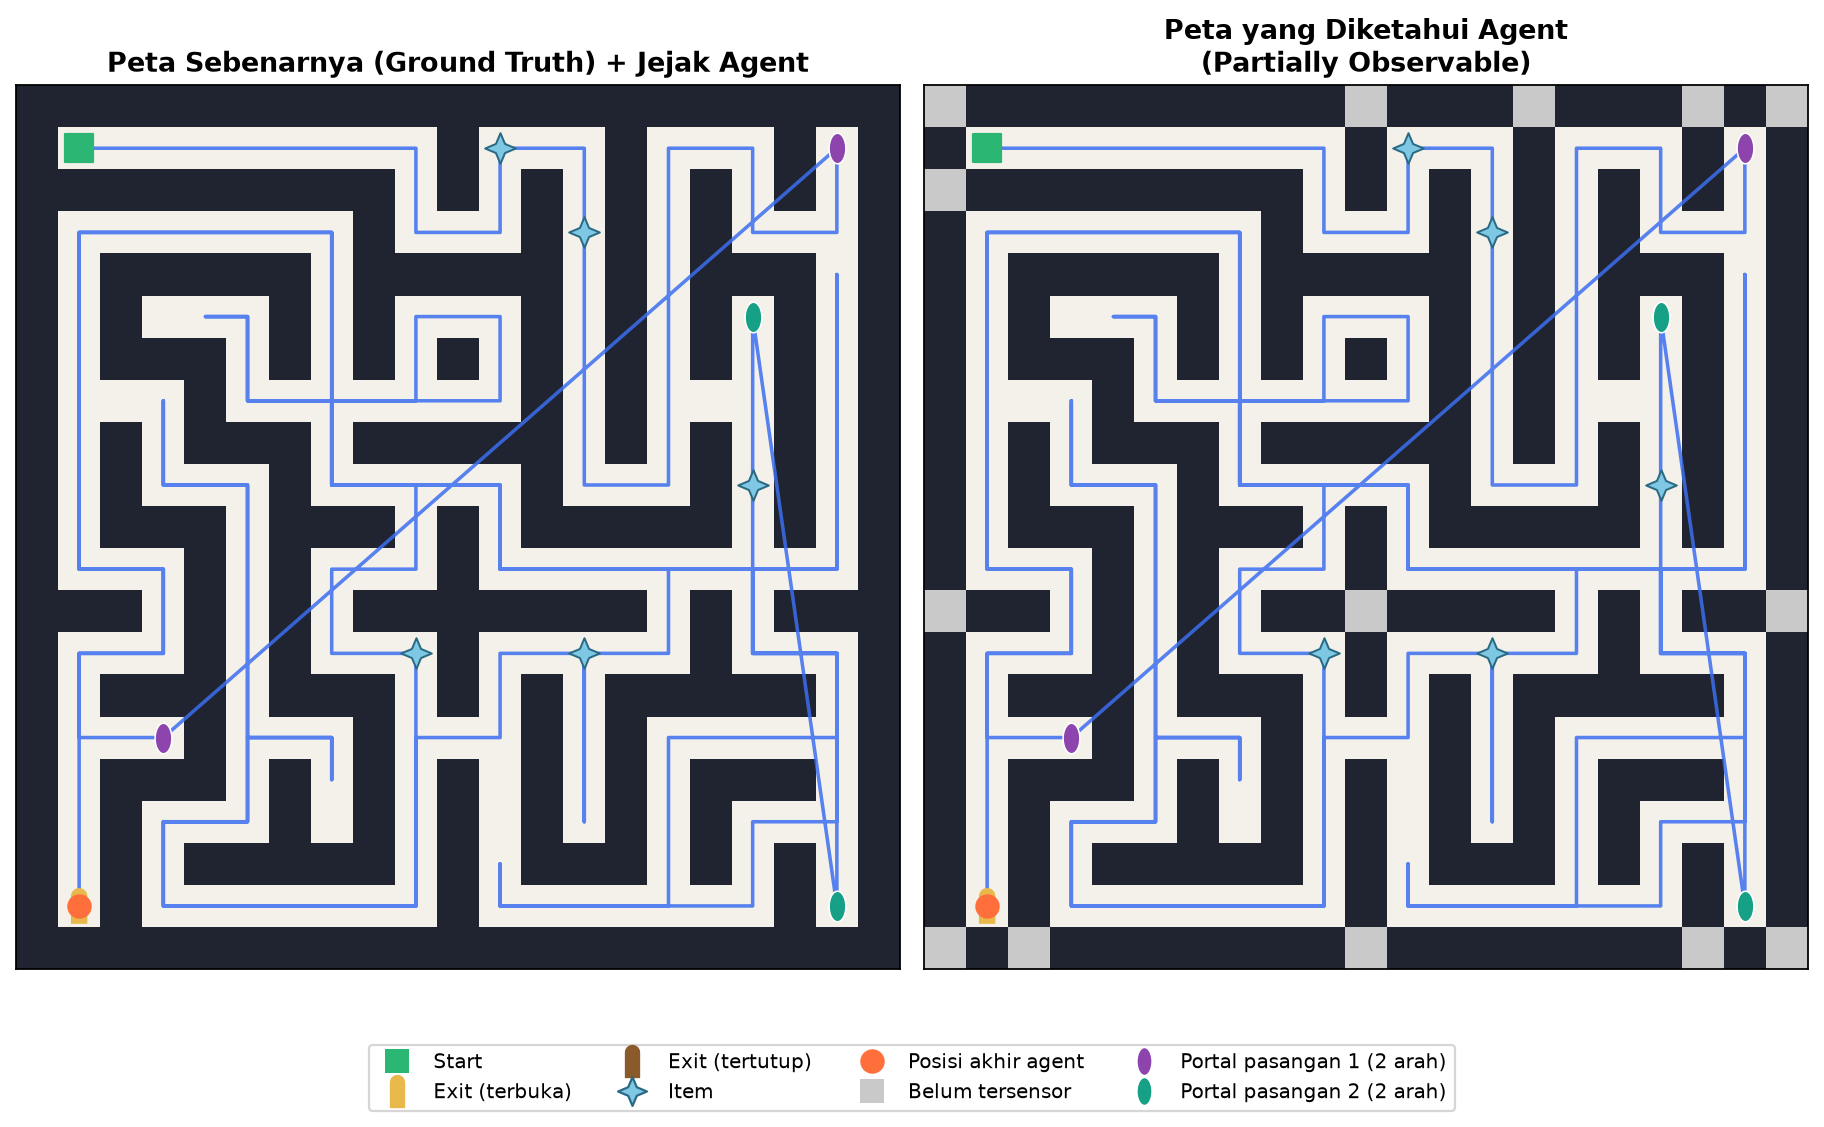 Peta Sebenarnya (Ground Truth) + Jejak Agent
Peta yang Diketahui Agent
(Partially Observable)
Start
Exit (terbuka)
Exit (tertutup)
Item
Posisi akhir agent
Belum tersensor
Portal pasangan 1 (2 arah)
Portal pasangan 2 (2 arah)